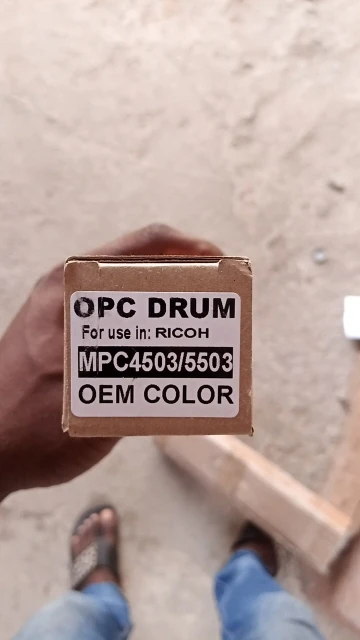 OPC DRUM
For use in: RICOH
MPC4503/5503
OEM COLOR